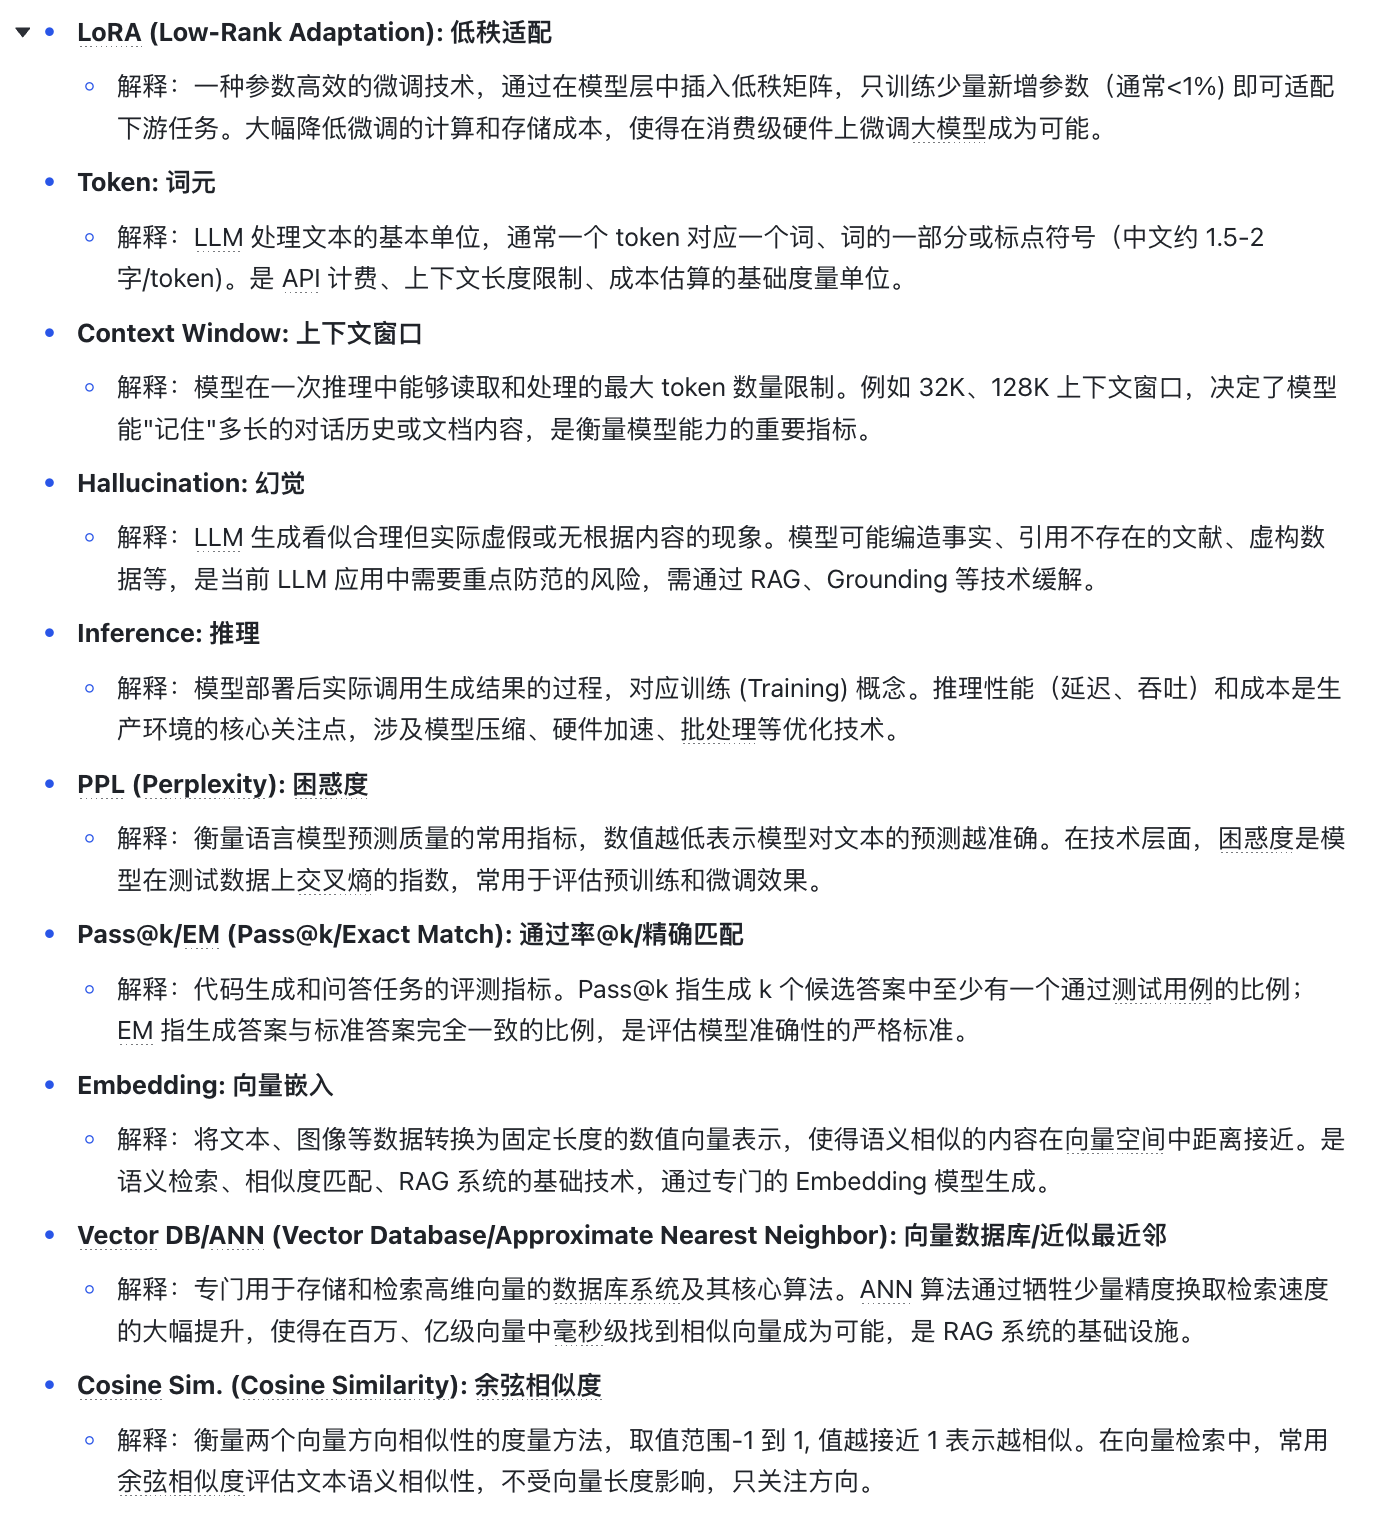 LoRA (Low-Rank Adaptation): 低秩适配
解释：一种参数高效的微调技术，通过在模型层中插入低秩矩阵，只训练少量新增参数（通常<1%) 即可适配
下游任务。大幅降低微调的计算和存储成本，使得在消费级硬件上微调大模型成为可能。
Token: 词元
解释：LLM 处理文本的基本单位，通常一个 token 对应一个词、词的一部分或标点符号（中文约 1.5-2
字/token)。是 API 计费、上下文长度限制、成本估算的基础度量单位。
Context Window: 上下文窗口
解释：模型在一次推理中能够读取和处理的最大 token 数量限制。例如 32K、128K 上下文窗口，决定了模型
能"记住"多长的对话历史或文档内容，是衡量模型能力的重要指标。
Hallucination: 幻觉
解释：LLM 生成看似合理但实际虚假或无根据内容的现象。模型可能编造事实、引用不存在的文献、虚构数
据等，是当前 LLM 应用中需要重点防范的风险，需通过 RAG、Grounding 等技术缓解。
Inference: 推理
解释：模型部署后实际调用生成结果的过程，对应训练 (Training) 概念。推理性能（延迟、吞吐）和成本是生
产环境的核心关注点，涉及模型压缩、硬件加速、批处理等优化技术。
PPL (Perplexity): 困惑度
解释：衡量语言模型预测质量的常用指标，数值越低表示模型对文本的预测越准确。在技术层面，困惑度是模
型在测试数据上交叉熵的指数，常用于评估预训练和微调效果。
Pass@k/EM (Pass@k/Exact Match): 通过率@k/精确匹配
解释：代码生成和问答任务的评测指标。Pass@k 指生成 k 个候选答案中至少有一个通过测试用例的比例；
EM 指生成答案与标准答案完全一致的比例，是评估模型准确性的严格标准。
Embedding: 向量嵌入
解释：将文本、图像等数据转换为固定长度的数值向量表示，使得语义相似的内容在向量空间中距离接近。是
语义检索、相似度匹配、RAG 系统的基础技术，通过专门的 Embedding 模型生成。
Vector DB/ANN (Vector Database/Approximate Nearest Neighbor): 向量数据库/近似最近邻
解释：专门用于存储和检索高维向量的数据库系统及其核心算法。ANN 算法通过牺牲少量精度换取检索速度
的大幅提升，使得在百万、亿级向量中毫秒级找到相似向量成为可能，是 RAG 系统的基础设施。
Cosine Sim. (Cosine Similarity): 余弦相似度
解释：衡量两个向量方向相似性的度量方法，取值范围-1 到 1, 值越接近 1 表示越相似。在向量检索中，常用
余弦相似度评估文本语义相似性，不受向量长度影响，只关注方向。